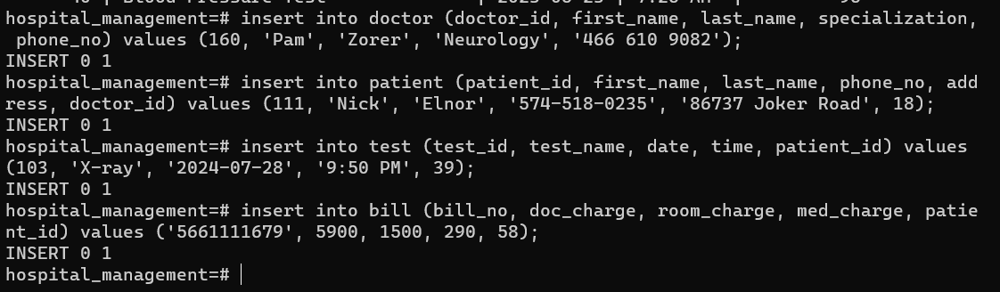 hospital_management=# insert into doctor (doctor_id, first_name, last_name, specialization,
 phone_no) values (160, 'Pam', 'Zorer', 'Neurology', '466 610 9082');
INSERT 0 1
hospital_management=# insert into patient (patient_id, first_name, last_name, phone_no, add
ress, doctor_id) values (111, 'Nick', 'Elnor', '574-518-0235', '86737 Joker Road', 18);
INSERT 0 1
hospital_management=# insert into test (test_id, test_name, date, time, patient_id) values
(103, 'X-ray', '2024-07-28', '9:50 PM', 39);
INSERT 0 1
hospital_management=# insert into bill (bill_no, doc_charge, room_charge, med_charge, patie
nt_id) values ('5661111679', 5900, 1500, 290, 58);
INSERT 0 1
hospital_management=#